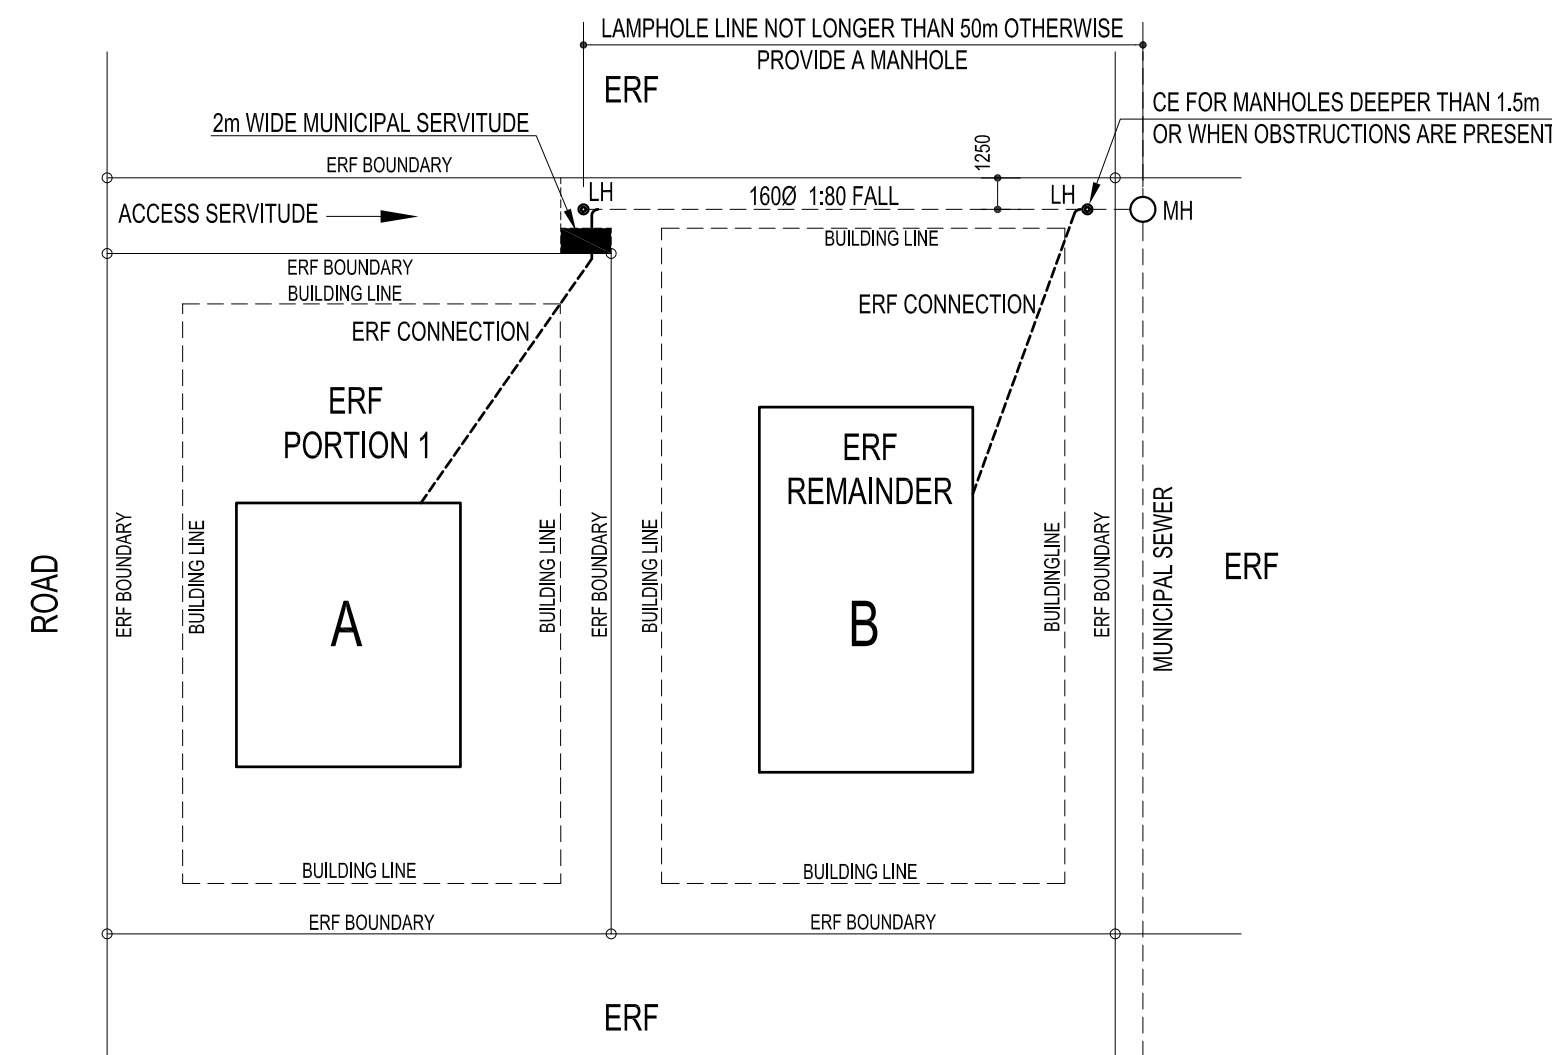 LAMPHOLE LINE NOT LONGER THAN 50m OTHERWISE
PROVIDE A MANHOLE
ERF
CE FOR MANHOLES DEEPER THAN 1.5m
OR WHEN OBSTRUCTIONS ARE PRESENT
2m WIDE MUNICIPAL SERVITUDE
1250
ERF BOUNDARY
LH
160Ø 1:80 FALL
LH
MH
ACCESS SERVITUDE
BUILDING LINE
ERF BOUNDARY
BUILDING LINE
ERF CONNECTION
ERF CONNECTION
ERF
PORTION 1
ERF
REMAINDER
ROAD
ERF BOUNDARY
BUILDING LINE
A
BUILDING LINE
ERF BOUNDARY
BUILDING LINE
B
BUILDINGLINE
ERF BOUNDARY
MUNICIPAL SEWER
ERF
BUILDING LINE
BUILDING LINE
ERF BOUNDARY
ERF BOUNDARY
ERF